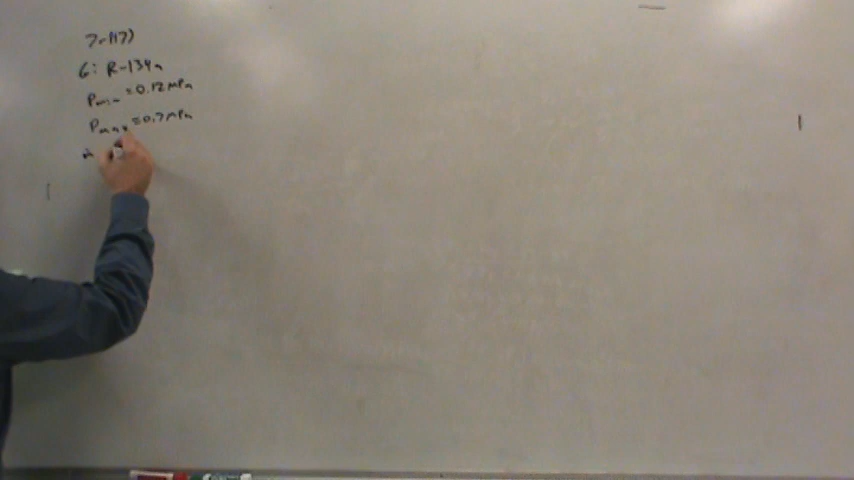 7-117)
G: R-134a
Pmin = 0.12 MPa
Pmax = 0.7 MPa
ṁ